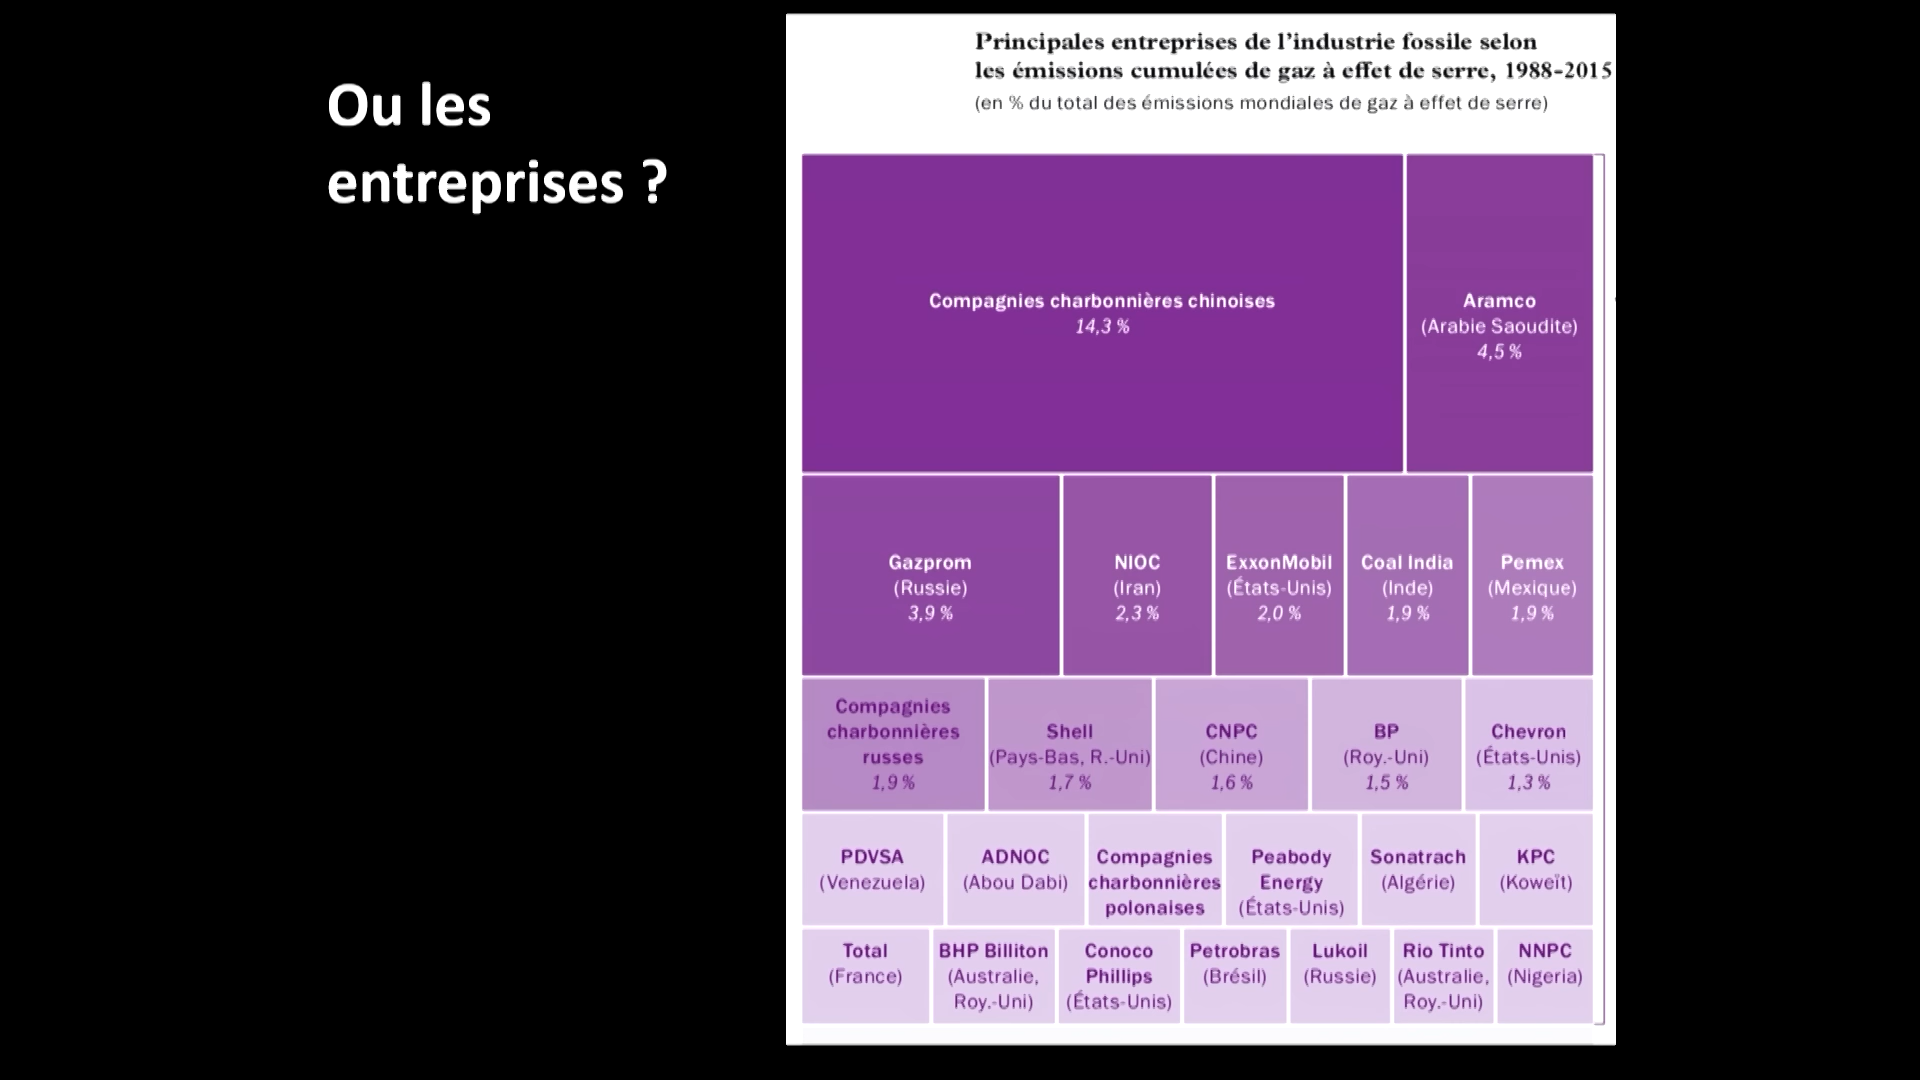 Ou les
entreprises ?
Principales entreprises de l'industrie fossile selon
les émissions cumulées de gaz à effet de serre, 1988-2015
(en % du total des émissions mondiales de gaz à effet de serre)
Compagnies charbonnières chinoises
14,3 %
Aramco
(Arabie Saoudite)
4,5 %
Gazprom
(Russie)
3,9 %
NIOC
(Iran)
2,3 %
ExxonMobil
(États-Unis)
2,0 %
Coal India
(Inde)
1,9 %
Pemex
(Mexique)
1,9 %
Compagnies
charbonnières
russes
1,9 %
Shell
(Pays-Bas, R.-Uni)
1,7 %
CNPC
(Chine)
1,6 %
BP
(Roy.-Uni)
1,5 %
Chevron
(États-Unis)
1,3 %
PDVSA
(Venezuela)
ADNOC
(Abou Dabi)
Compagnies
charbonnières
polonaises
Peabody
Energy
(États-Unis)
Sonatrach
(Algérie)
KPC
(Koweït)
Total
(France)
BHP Billiton
(Australie,
Roy.-Uni)
Conoco
Phillips
(États-Unis)
Petrobras
(Brésil)
Lukoil
(Russie)
Rio Tinto
(Australie,
Roy.-Uni)
NNPC
(Nigeria)